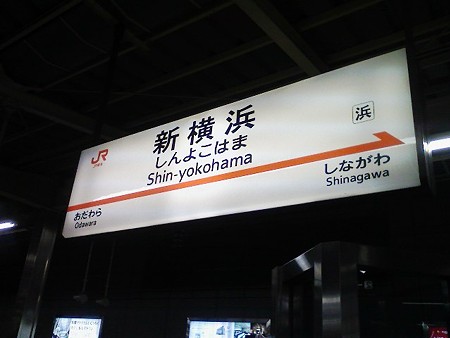 JR
新横浜
浜
しんよこはま
Shin-yokohama
しながわ
Shinagawa
おだわら
Odawara